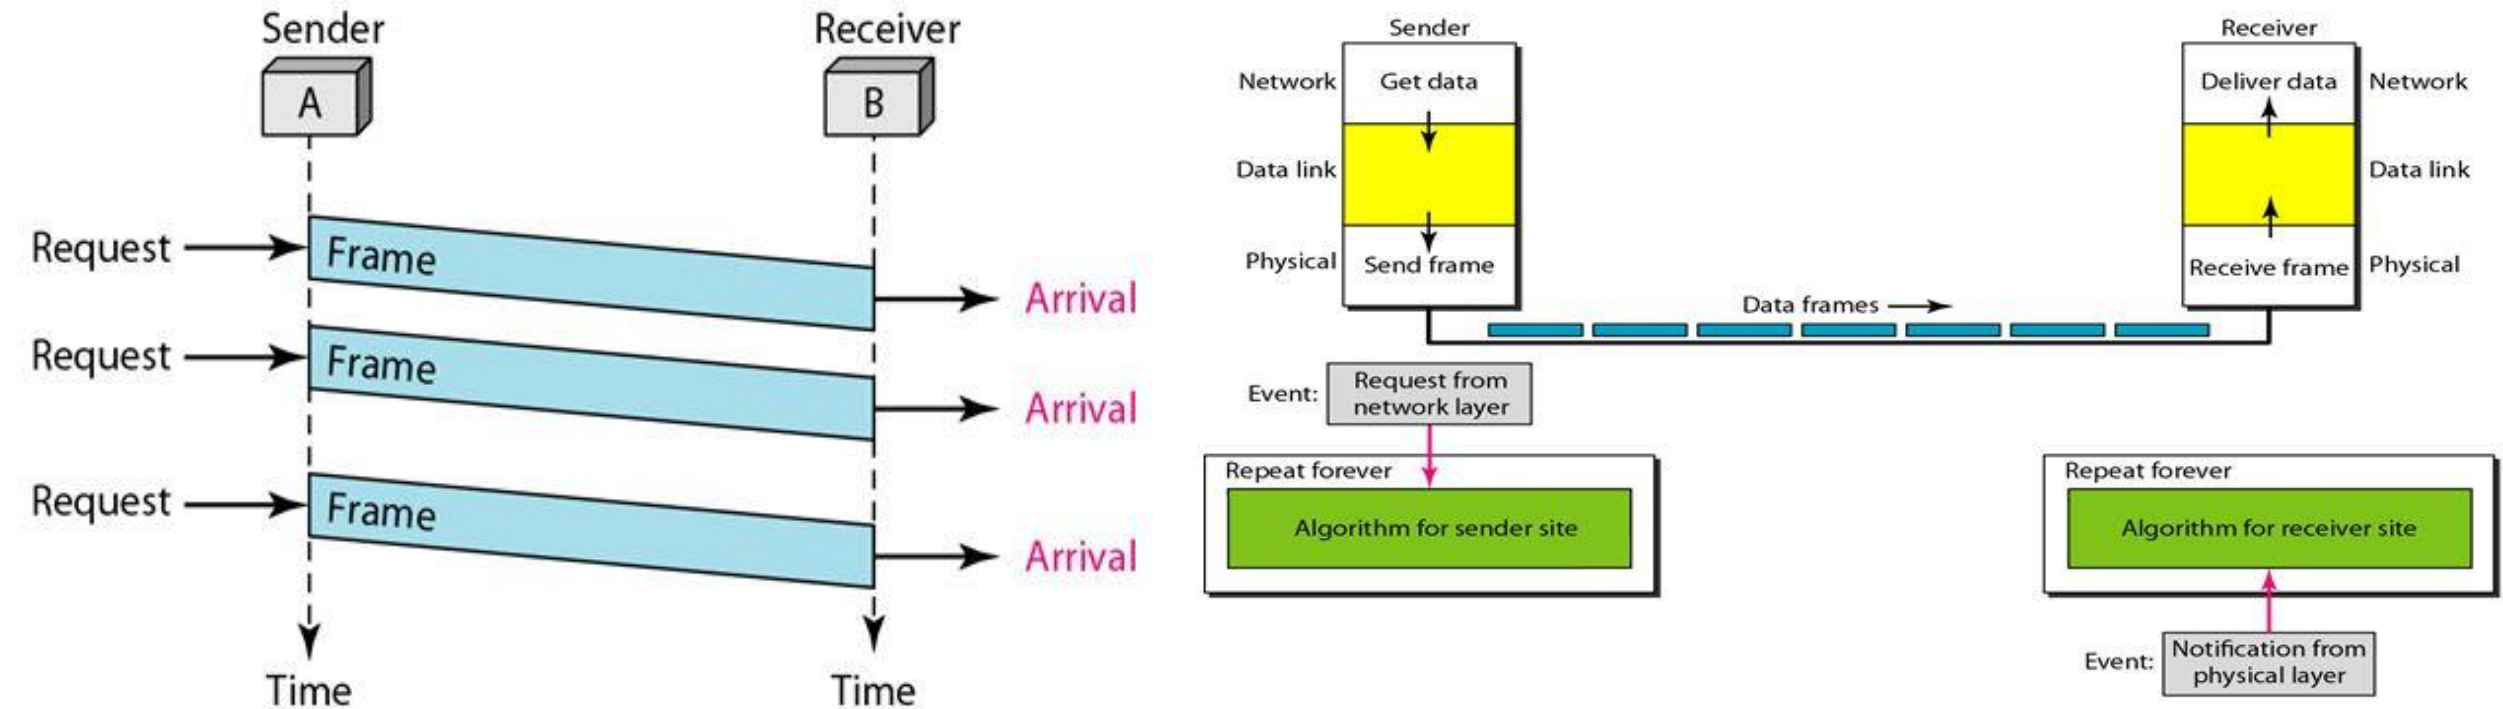 Sender
Receiver
A
B
Request
Frame
Arrival
Request
Frame
Arrival
Request
Frame
Arrival
Time
Time
Sender
Receiver
Network
Get data
Deliver data
Network
Data link
Data link
Physical
Send frame
Receive frame
Physical
Data frames
Event:
Request from
network layer
Repeat forever
Algorithm for sender site
Repeat forever
Algorithm for receiver site
Event:
Notification from
physical layer